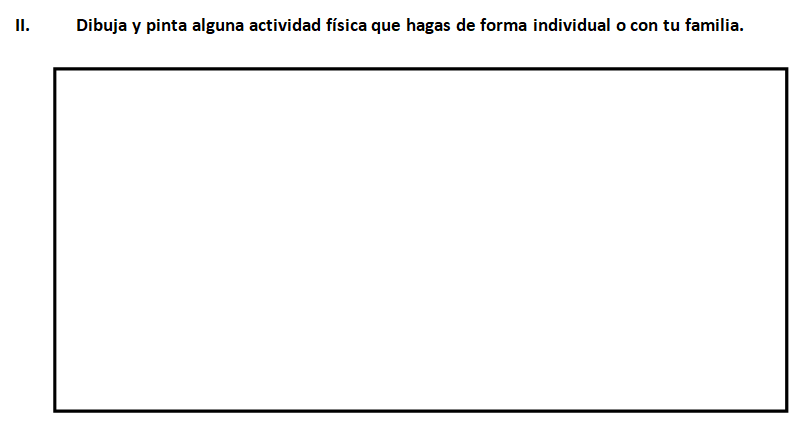 II. Dibuja y pinta alguna actividad física que hagas de forma individual o con tu familia.